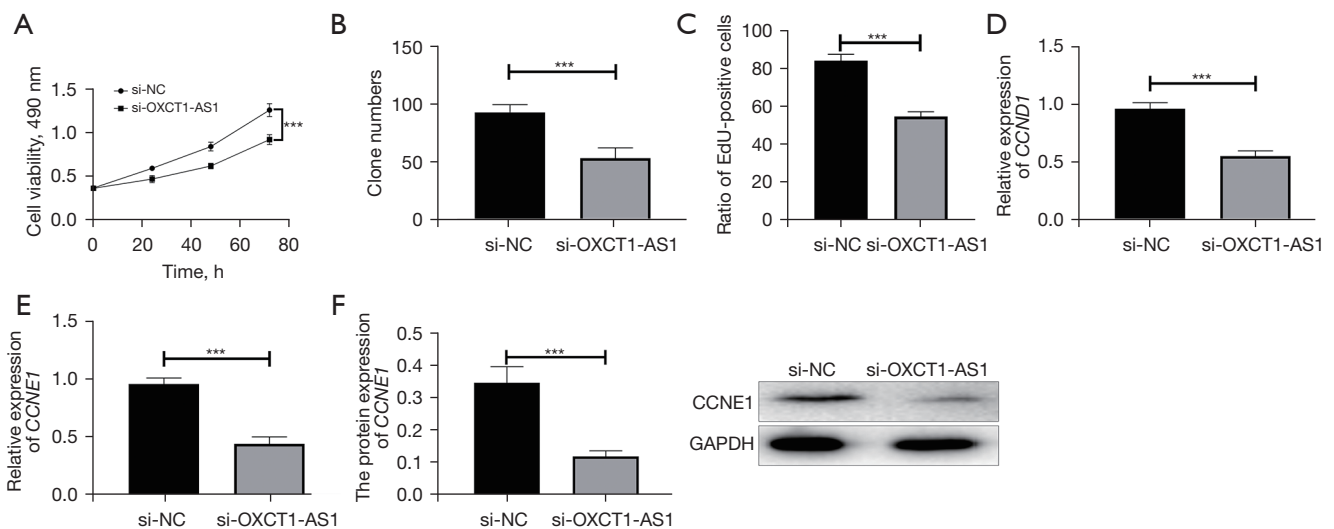 A
Cell viability, 490 nm
1.5
1.0
0.5
0.0
si-NC
si-OXCT1-AS1
***
0 20 40 60 80
Time, h
B
Clone numbers
150
100
50
0
***
si-NC si-OXCT1-AS1
C
Ratio of EdU-positive cells
80
60
40
20
0
***
si-NC si-OXCT1-AS1
D
Relative expression
of CCND1
1.5
1.0
0.5
0.0
***
si-NC si-OXCT1-AS1
E
Relative expression
of CCNE1
1.5
1.0
0.5
0.0
***
si-NC si-OXCT1-AS1
F
The protein expression
of CCNE1
0.5
0.4
0.3
0.2
0.1
0.0
***
si-NC si-OXCT1-AS1
si-NC si-OXCT1-AS1
CCNE1
GAPDH